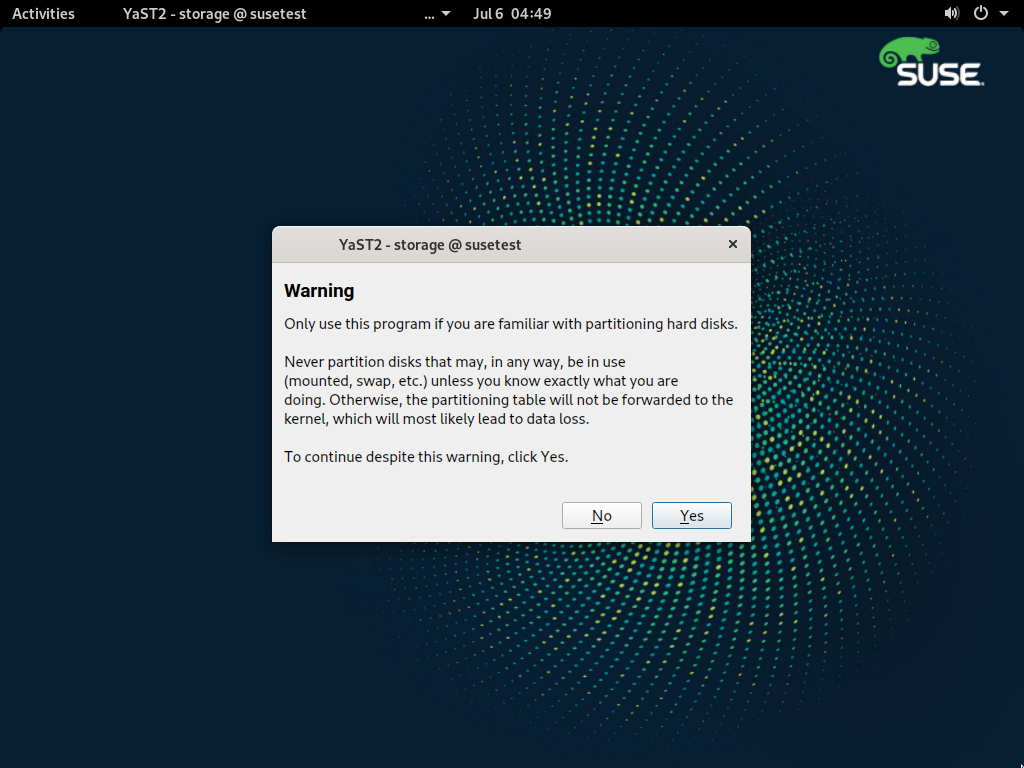 Activities YaST2 - storage @ susetest ... Jul 6 04:49
SUSE
YaST2 - storage @ susetest ×
Warning
Only use this program if you are familiar with partitioning hard disks.
Never partition disks that may, in any way, be in use
(mounted, swap, etc.) unless you know exactly what you are
doing. Otherwise, the partitioning table will not be forwarded to the
kernel, which will most likely lead to data loss.
To continue despite this warning, click Yes.
No Yes